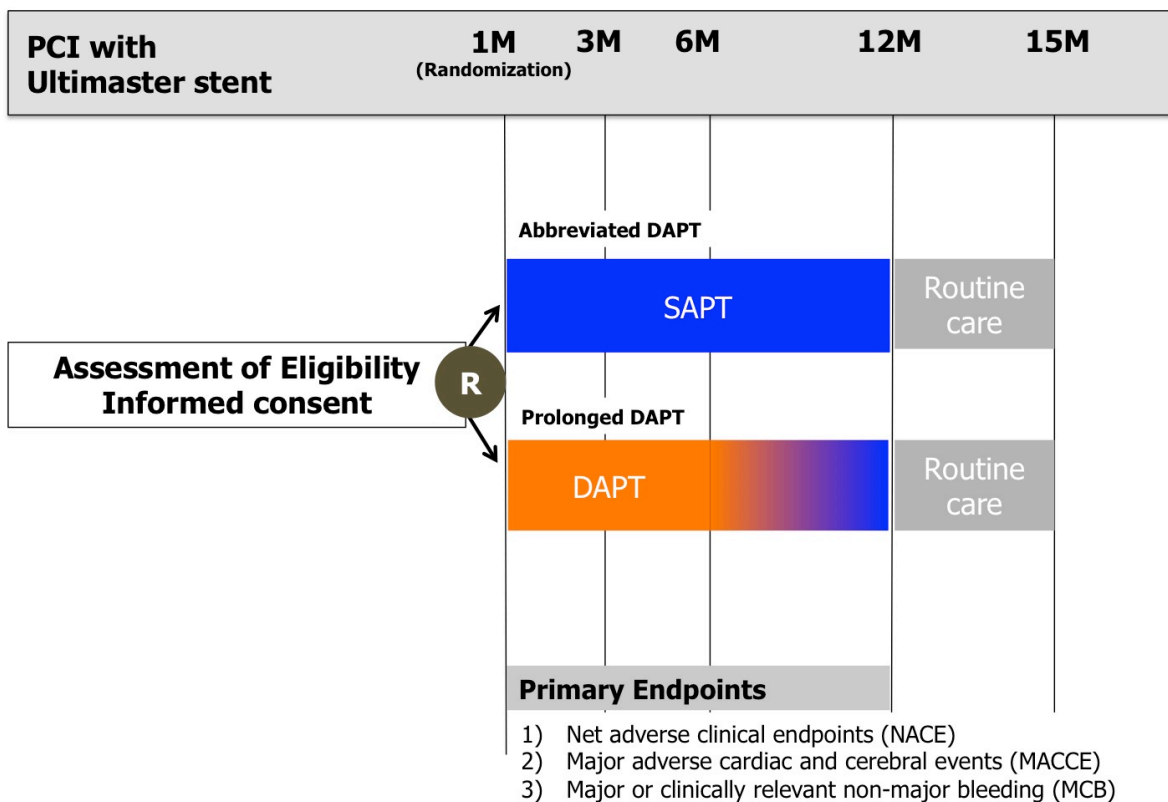 PCI with
Ultimaster stent
1M
(Randomization)
3M
6M
12M
15M
Abbreviated DAPT
SAPT
Routine
care
Assessment of Eligibility
Informed consent
R
Prolonged DAPT
DAPT
Routine
care
Primary Endpoints
1) Net adverse clinical endpoints (NACE)
2) Major adverse cardiac and cerebral events (MACCE)
3) Major or clinically relevant non-major bleeding (MCB)